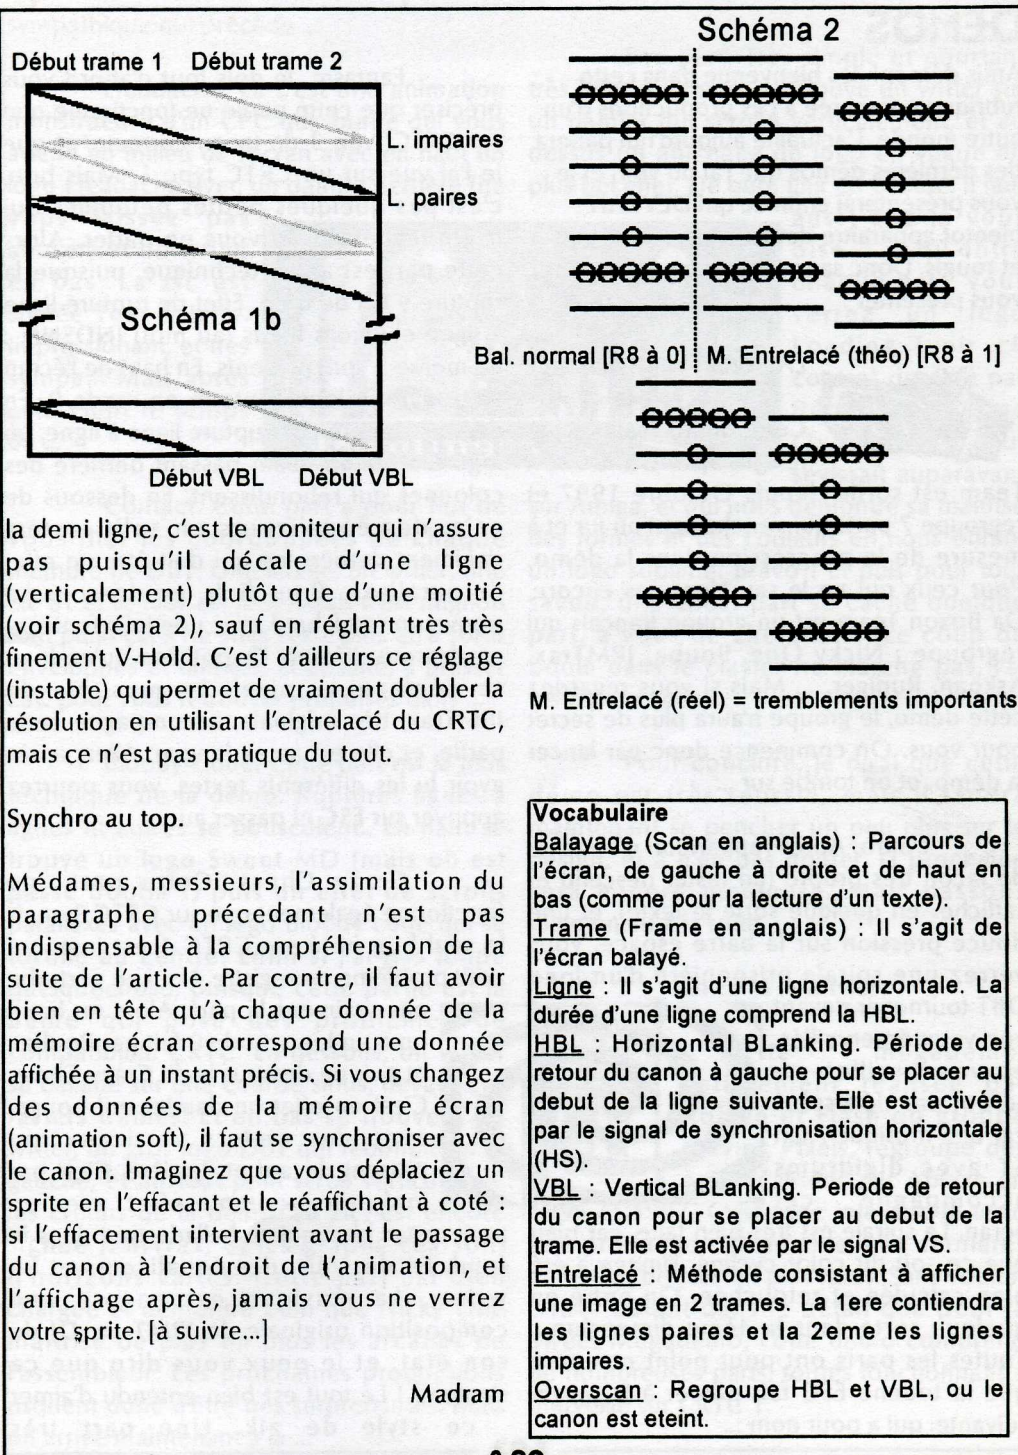 Début trame 1 Début trame 2
L. impaires
L. paires
Schéma 1b
Début VBL Début VBL
Schéma 2
Bal. normal [R8 à 0] M. Entrelacé (théo) [R8 à 1]
M. Entrelacé (réel) = tremblements importants
la demi ligne, c'est le moniteur qui n'assure
pas puisqu'il décale d'une ligne
(verticalement) plutôt que d'une moitié
(voir schéma 2), sauf en réglant très très
finement V-Hold. C'est d'ailleurs ce réglage
(instable) qui permet de vraiment doubler la
résolution en utilisant l'entrelacé du CRTC,
mais ce n'est pas pratique du tout.
Synchro au top.
Médames, messieurs, l'assimilation du
paragraphe précedant n'est pas
indispensable à la compréhension de la
suite de l'article. Par contre, il faut avoir
bien en tête qu'à chaque donnée de la
mémoire écran correspond une donnée
affichée à un instant précis. Si vous changez
des données de la mémoire écran
(animation soft), il faut se synchroniser avec
le canon. Imaginez que vous déplaciez un
sprite en l'effacant et le réaffichant à coté :
si l'effacement intervient avant le passage
du canon à l'endroit de l'animation, et
l'affichage après, jamais vous ne verrez
votre sprite. [à suivre...]
Madram
Vocabulaire
Balayage (Scan en anglais) : Parcours de
l'écran, de gauche à droite et de haut en
bas (comme pour la lecture d'un texte).
Trame (Frame en anglais) : Il s'agit de
l'écran balayé.
Ligne : Il s'agit d'une ligne horizontale. La
durée d'une ligne comprend la HBL.
HBL : Horizontal BLanking. Période de
retour du canon à gauche pour se placer au
debut de la ligne suivante. Elle est activée
par le signal de synchronisation horizontale
(HS).
VBL : Vertical BLanking. Periode de retour
du canon pour se placer au debut de la
trame. Elle est activée par le signal VS.
Entrelacé : Méthode consistant à afficher
une image en 2 trames. La 1ere contiendra
les lignes paires et la 2eme les lignes
impaires.
Overscan : Regroupe HBL et VBL, ou le
canon est eteint.